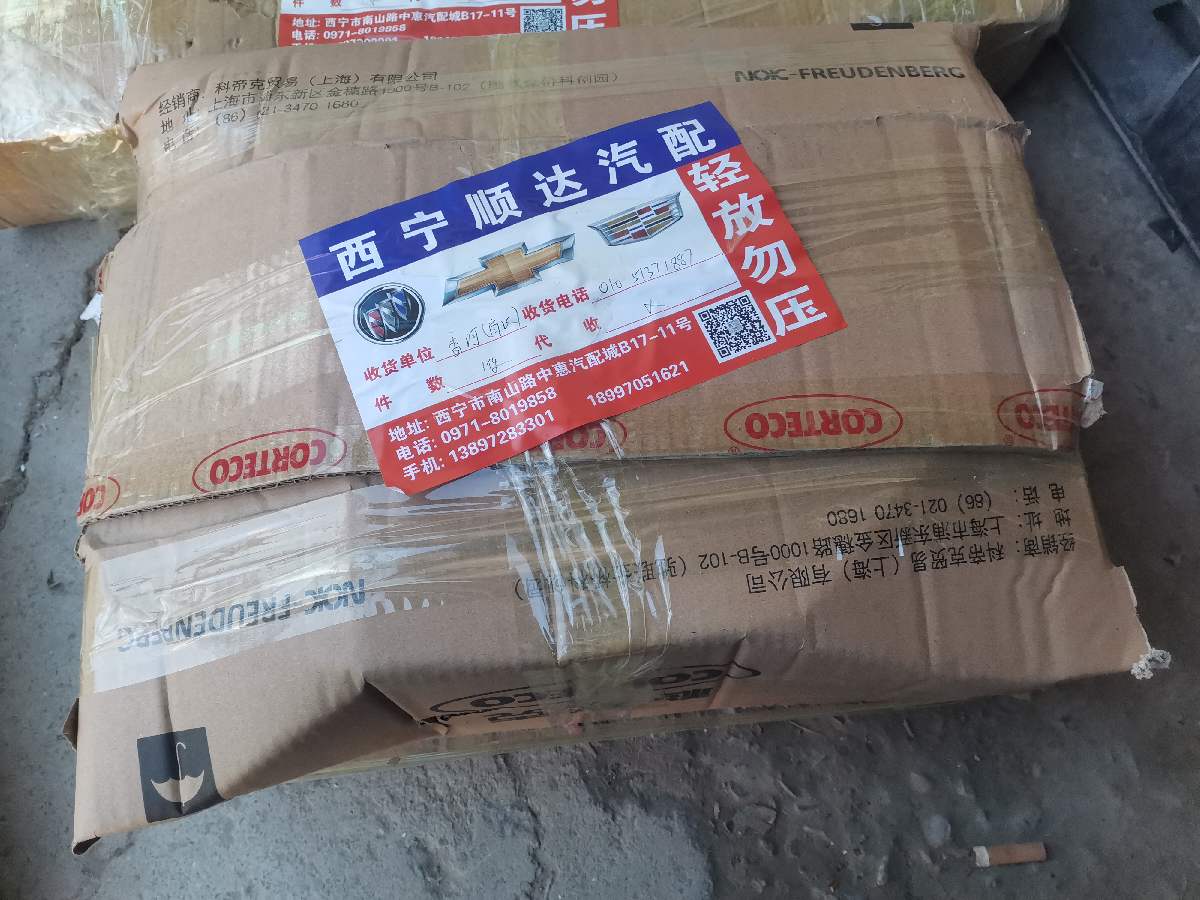 地址: 西宁市南山路中惠汽配城B17-11号
电话: 0971-8019858
勿压
经销商: 科帝克贸易（上海）有限公司
地 址: 上海市浦东新区金穗路1000号B-102
电 话: （86）021-3470 1680
NOK-FREUDENBERG
西宁顺达汽配
轻放勿压
收货单位
收货电话 010 51371887
件 数
代 收
地址: 西宁市南山路中惠汽配城B17-11号
电话: 0971-8019858
手机: 13897283301 18997051621
CORTECO
CORTECO
CORTECO
经销商: 科帝克贸易（上海）有限公司
地 址: 上海市浦东新区金穗路1000号B-102
电 话: （86）021-3470 1680
NOK-FREUDENBERG
CORTECO